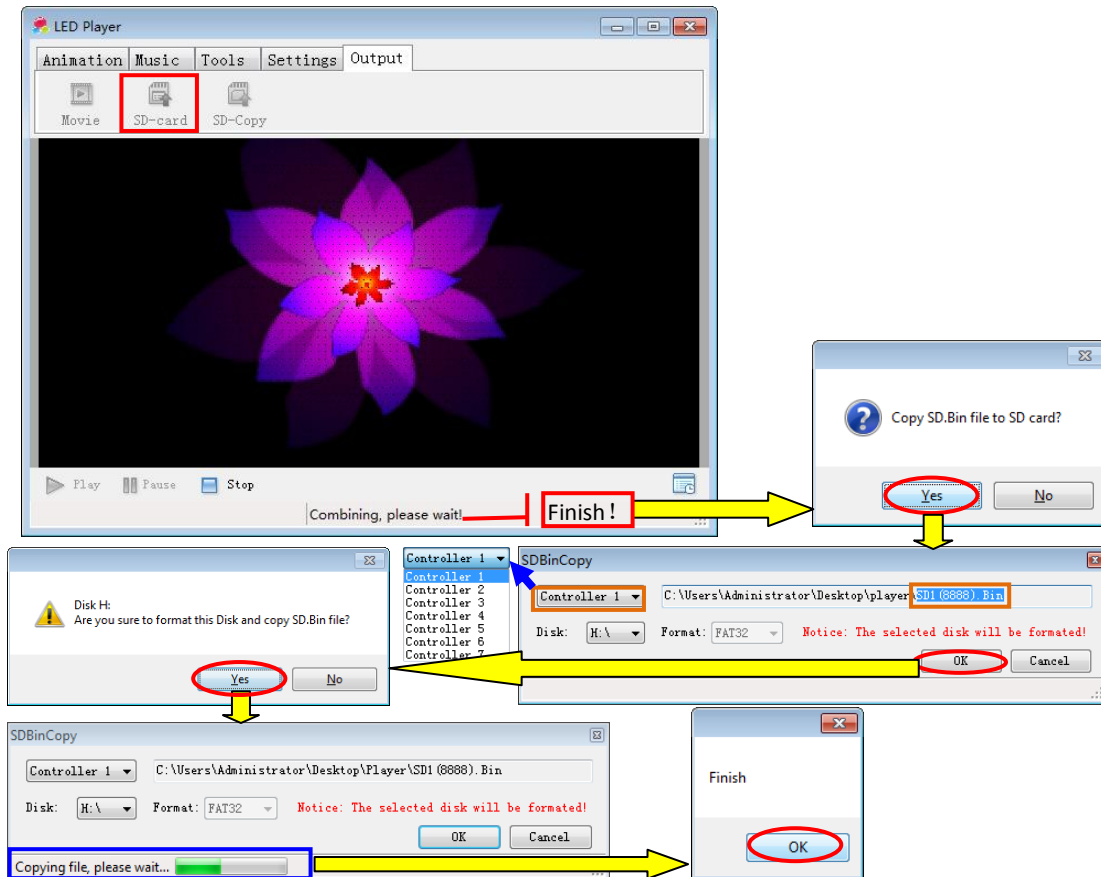 LED Player
Animation Music Tools Settings Output
Movie SD-card SD-Copy
Play Pause Stop
Combining, please wait!
Finish!
Copy SD.Bin file to SD card?
Yes No
SDBinCopy
Controller 1 C:\Users\Administrator\Desktop\player\SD1(8888).Bin
Disk: H:\ Format: FAT32 Notice: The selected disk will be formated!
OK Cancel
Controller 1
Controller 1
Controller 2
Controller 3
Controller 4
Controller 5
Controller 6
Controller 7
Disk H:
Are you sure to format this Disk and copy SD.Bin file?
Yes No
SDBinCopy
Controller 1 C:\Users\Administrator\Desktop\Player\SD1(8888).Bin
Disk: H:\ Format: FAT32 Notice: The selected disk will be formated!
OK Cancel
Copying file, please wait...
Finish
OK